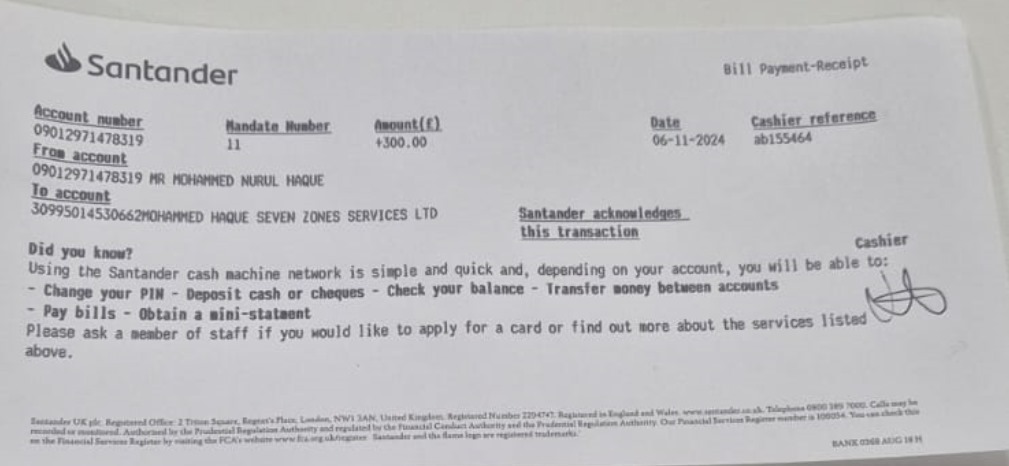 Santander
Bill Payment-Receipt
Account number Mandate Number Amount(£) Date Cashier reference
09012971478319 11 +300.00 06-11-2024 ab155464
From account
09012971478319 MR MOHAMMED NURUL HAQUE
To account
30995014530662MOHAMMED HAQUE SEVEN ZONES SERVICES LTD
Santander acknowledges
this transaction
Cashier
Did you know?
Using the Santander cash machine network is simple and quick and, depending on your account, you will be able to:
- Change your PIN - Deposit cash or cheques - Check your balance - Transfer money between accounts
- Pay bills - Obtain a mini-statment
Please ask a member of staff if you would like to apply for a card or find out more about the services listed
above.
Santander UK plc. Registered Office: 2 Triton Square, Regent's Place, London, NW1 3AN, United Kingdom. Registered Number 2294747. Registered in England and Wales. www.santander.co.uk. Telephone 0800 389 7000. Calls may be
recorded or monitored. Authorised by the Prudential Regulation Authority and regulated by the Financial Conduct Authority and the Prudential Regulation Authority. Our Financial Services Register number is 106054. You can check this
on the Financial Services Register by visiting the FCA's website www.fca.org.uk/register. Santander and the flame logo are registered trademarks.
BANK 0368 AUG 18 H